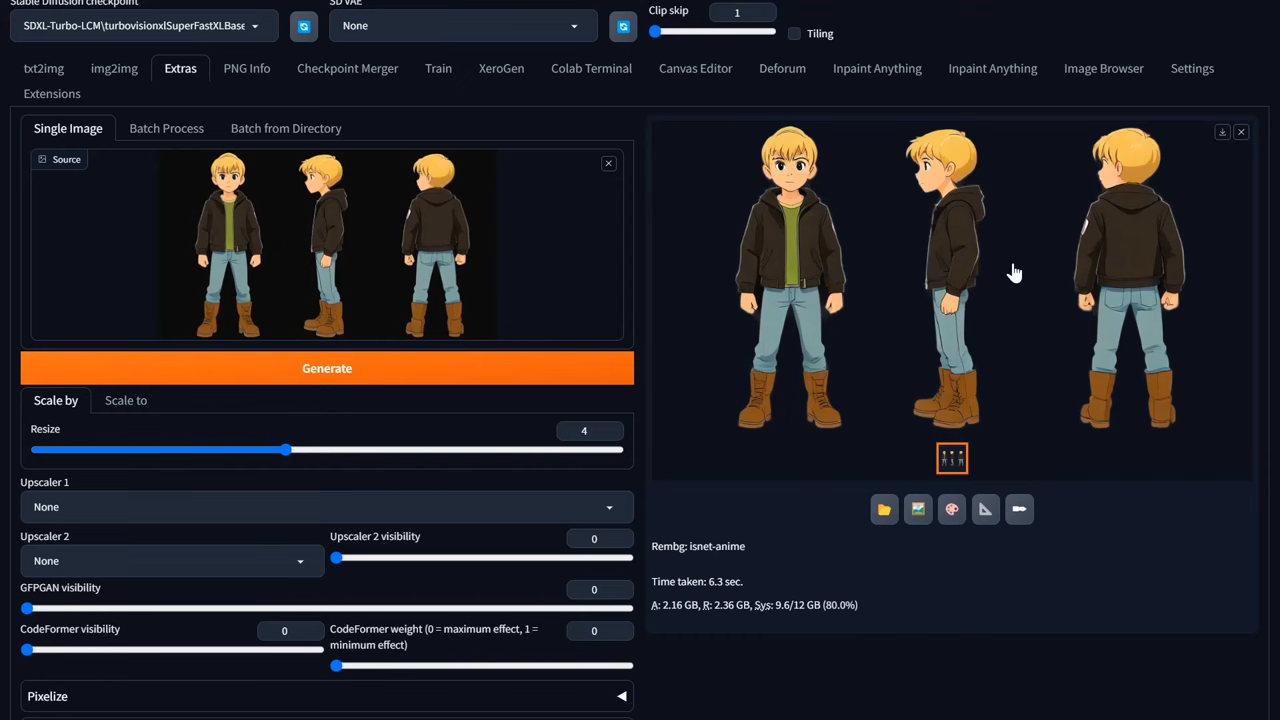 Stable Diffusion checkpoint
SD VAE
Clip skip
1
SDXL-Turbo-LCM\turbovisionxlSuperFastXLBase
None
Tiling
txt2img
img2img
Extras
PNG Info
Checkpoint Merger
Train
XeroGen
Colab Terminal
Canvas Editor
Deforum
Inpaint Anything
Inpaint Anything
Image Browser
Settings
Extensions
Single Image
Batch Process
Batch from Directory
Source
Generate
Scale by
Scale to
Resize
4
Upscaler 1
None
Upscaler 2
None
Upscaler 2 visibility
0
GFPGAN visibility
0
CodeFormer visibility
0
CodeFormer weight (0 = maximum effect, 1 =
minimum effect)
0
Pixelize
Rembg: isnet-anime
Time taken: 6.3 sec.
A: 2.16 GB, R: 2.36 GB, Sys: 9.6/12 GB (80.0%)